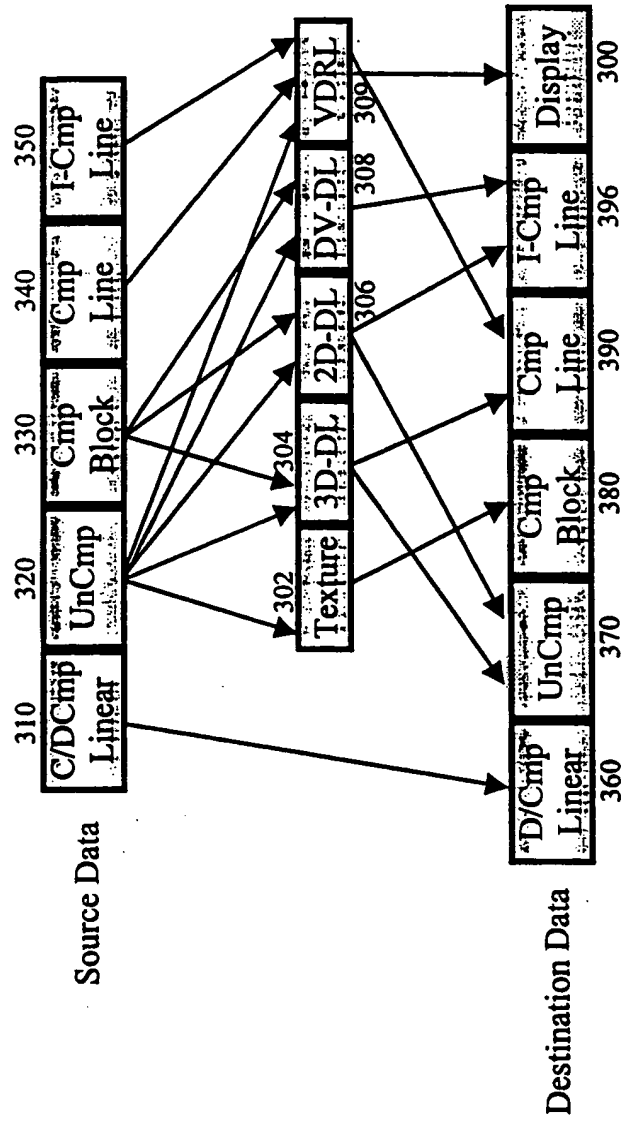 310 320 330 340 350
C/DCmp Linear
UnCmp
Cmp Block
Cmp Line
I-Cmp Line
Source Data
302 304 306 308 309
Texture
3D-DL
2D-DL
DV-DL
VDRL
D/Cmp Linear
UnCmp
Cmp Block
Cmp Line
I-Cmp Line
Display
360 370 380 390 396 300
Destination Data